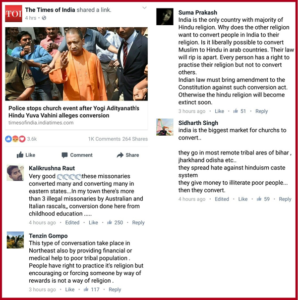 TOI
The Times of India shared a link.
4 hrs
Police stops church event after Yogi Adityanath's
Hindu Yuva Vahini alleges conversion
timesofindia.indiatimes.com
3.6k
1K Comments 264 Shares
Like Comment Share
Kalikrushna Raut
Very good these missonaries
converted many and converting many in
eastern states.. in my town there's more
than 3 illegal missonaries by Australian and
Italian rascals,, conversion done here from
childhood education .....
4 hours ago • Edited • Like • 250 • Reply
Tenzin Gompo
This type of conversation take place in
Northeast also by providing financial or
medical help to poor tribal population .
People have right to practice it's religion but
encouraging or forcing someone by way of
rewards is not a way of religion .
3 hours ago • Like • 117 • Reply
Suma Prakash
India is the only country with majority of
Hindu religion. Why does the other religion
want to convert people in India to their
religion. Is it liberally possible to convert
Muslim to Hindu in arab countries. Their law
will rip is apart. Every person has a right to
practise their religion but not to convert
others.
Indian law must bring amendment to the
Constitution against such conversion act.
Otherwise the hindu religion will become
extinct soon.
2 hours ago • Like • 51 • Reply
Sidharth Singh
india is the biggest market for churchs to
convert..
they go in most remote tribal ares of bihar ,
jharkhand odisha etc..
they spread hate against hinduism caste
system
they give money to illiterate poor people...
then they convert.
4 hours ago • Edited • Like • 59 • Reply